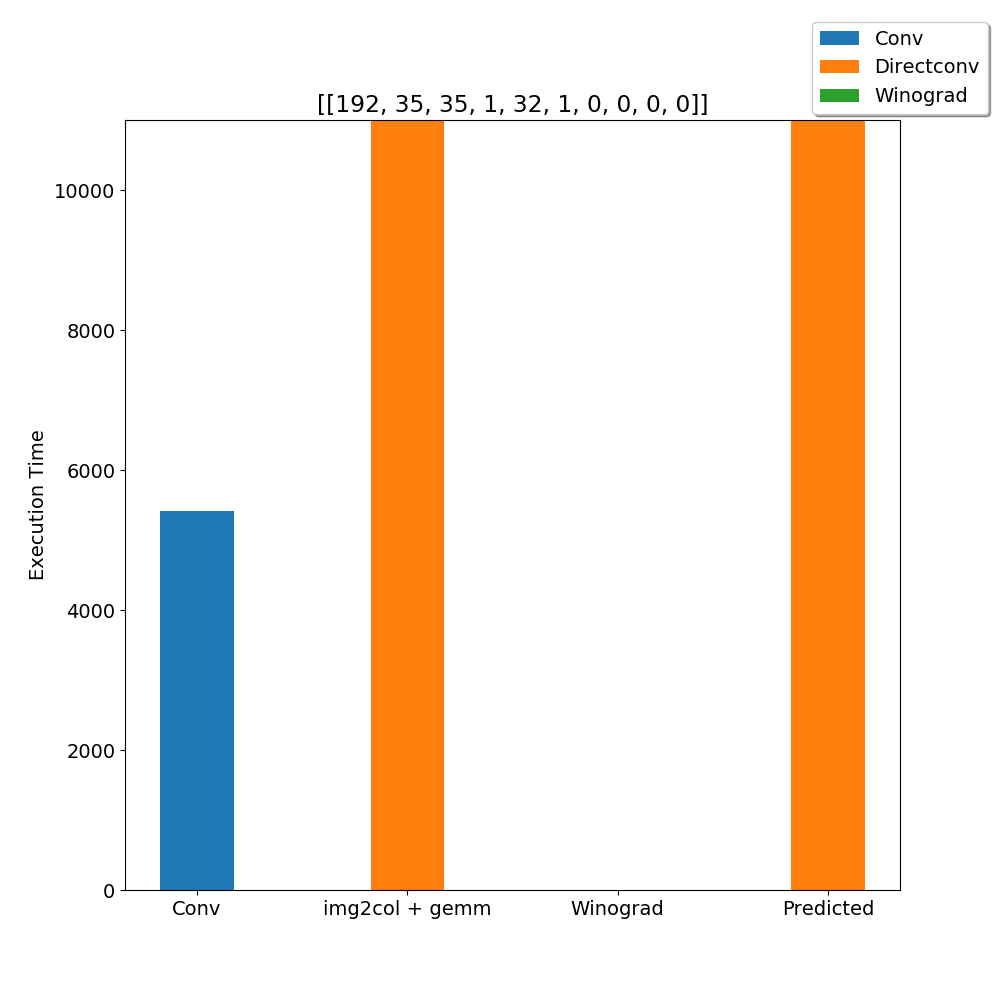 Conv
Directconv
Winograd
[[192, 35, 35, 1, 32, 1, 0, 0, 0, 0]]
10000
8000
6000
4000
2000
0
Execution Time
Conv
img2col + gemm
Winograd
Predicted